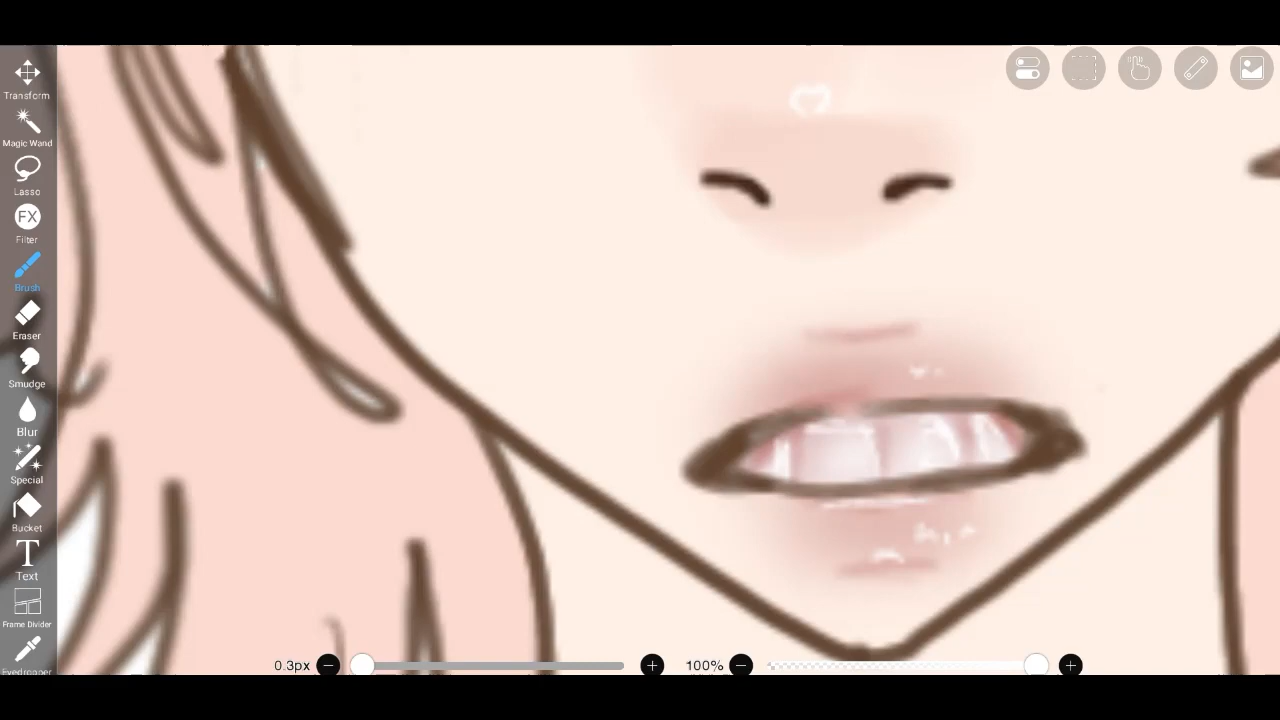 Transform
Magic Wand
Lasso
FX
Filter
Brush
Eraser
Smudge
Blur
Special
Bucket
T
Text
Frame Divider
Eyedropper
0.3px
100%